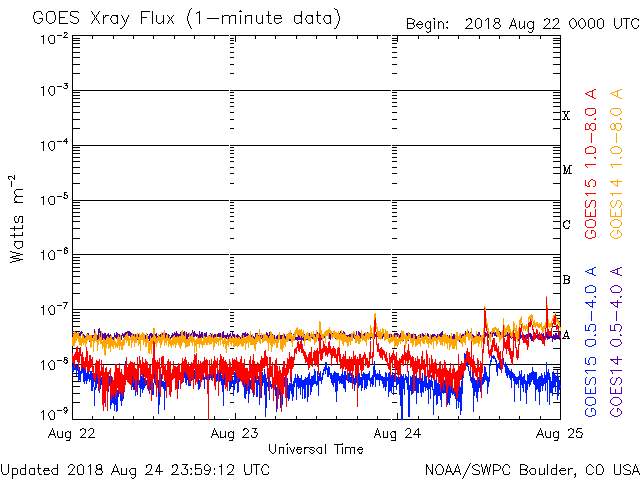 GOES Xray Flux (1-minute data)
Begin: 2018 Aug 22 0000 UTC
10-2
10-3
10-4
10-5
10-6
10-7
10-8
10-9
Watts m-2
X
M
C
B
A
GOES15 1.0-8.0 A
GOES14 1.0-8.0 A
GOES15 0.5-4.0 A
GOES14 0.5-4.0 A
Aug 22
Aug 23
Aug 24
Aug 25
Universal Time
Updated 2018 Aug 24 23:59:12 UTC
NOAA/SWPC Boulder, CO USA